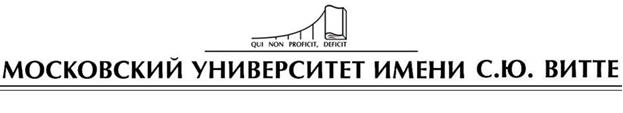 QUI NON PROFICIT, DEFICIT
МОСКОВСКИЙ УНИВЕРСИТЕТ ИМЕНИ С.Ю. ВИТТЕ